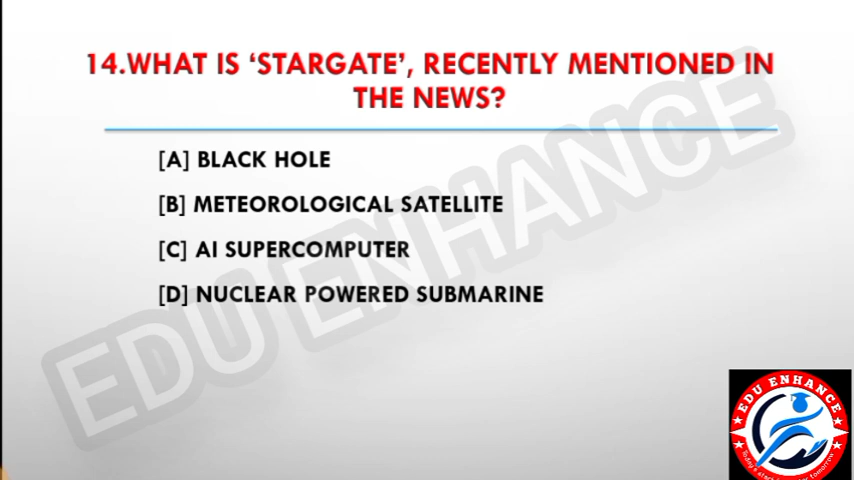 14.WHAT IS ‘STARGATE’, RECENTLY MENTIONED IN
THE NEWS?
[A] BLACK HOLE
[B] METEOROLOGICAL SATELLITE
[C] AI SUPERCOMPUTER
[D] NUCLEAR POWERED SUBMARINE
EDU ENHANCE
EDU ENHANCE